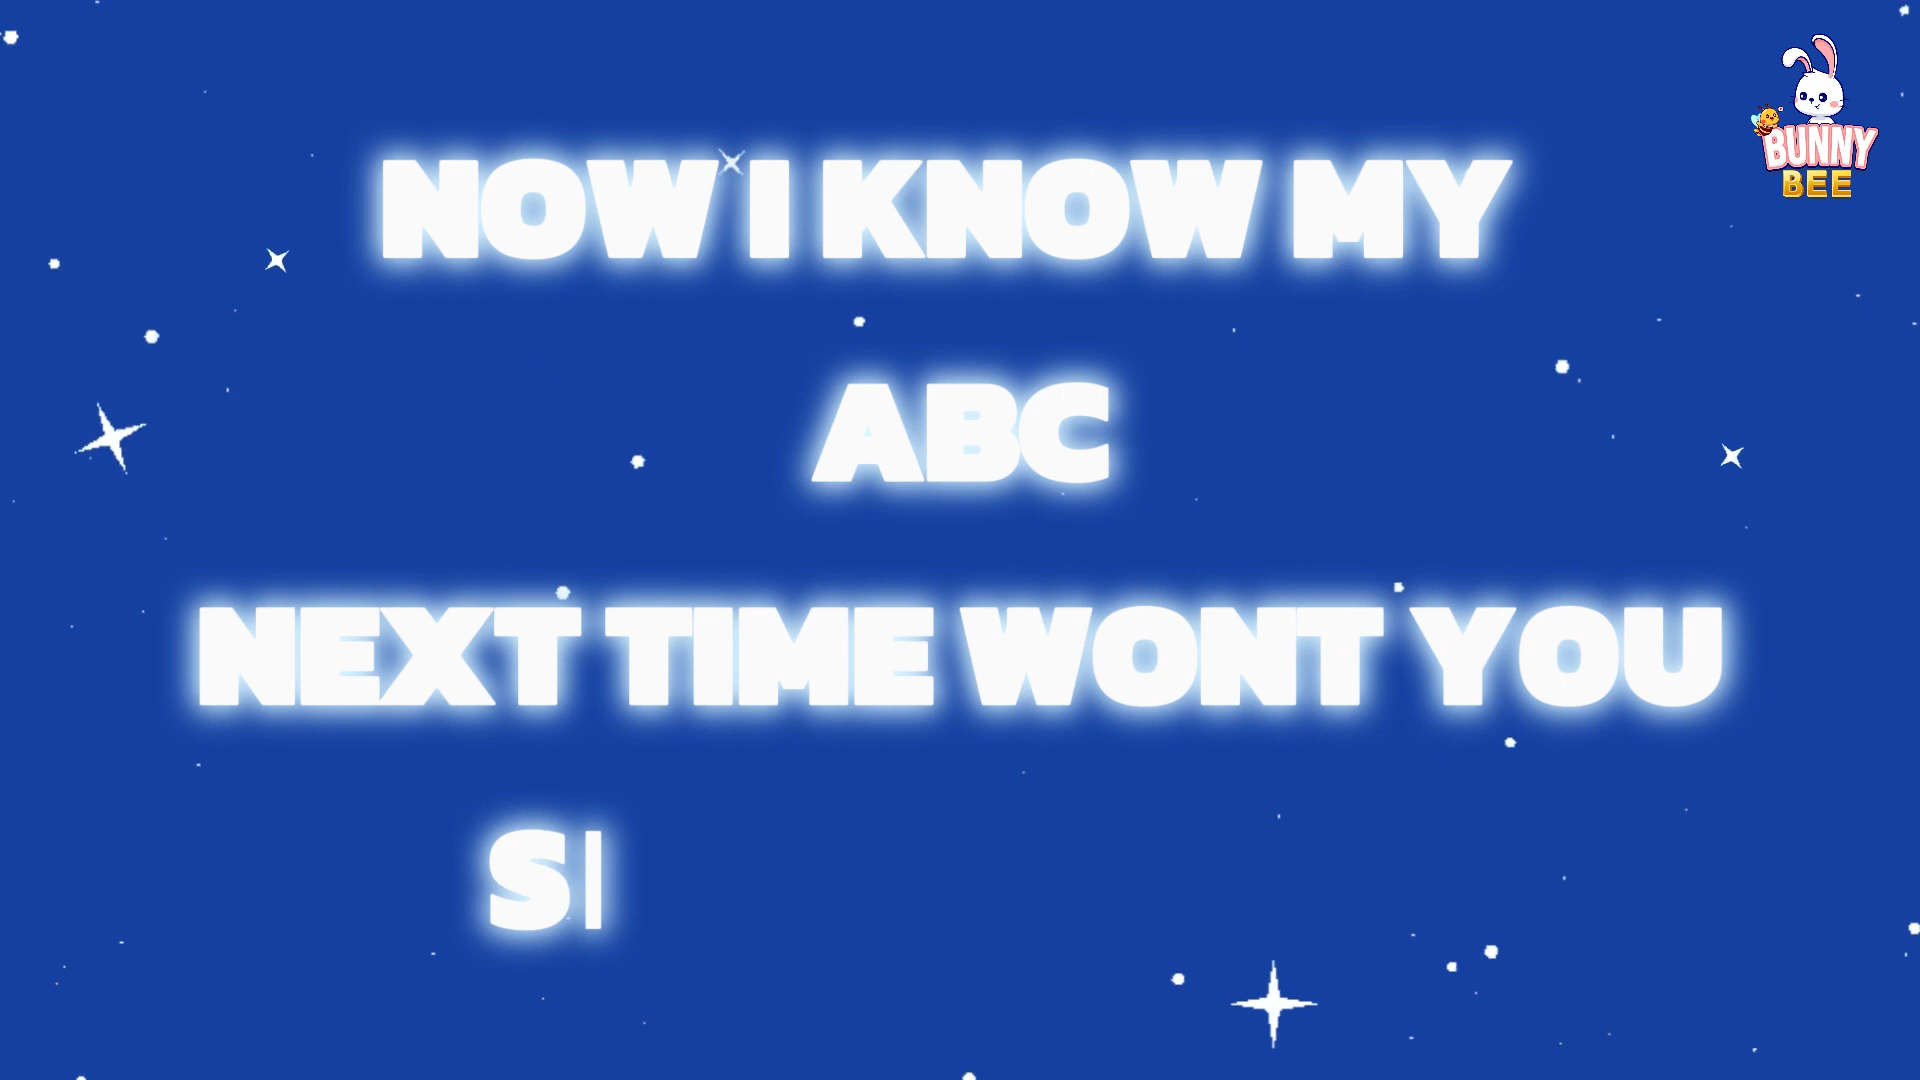 NOW I KNOW MY
ABC
NEXT TIME WONT YOU
S
BUNNY
BEE